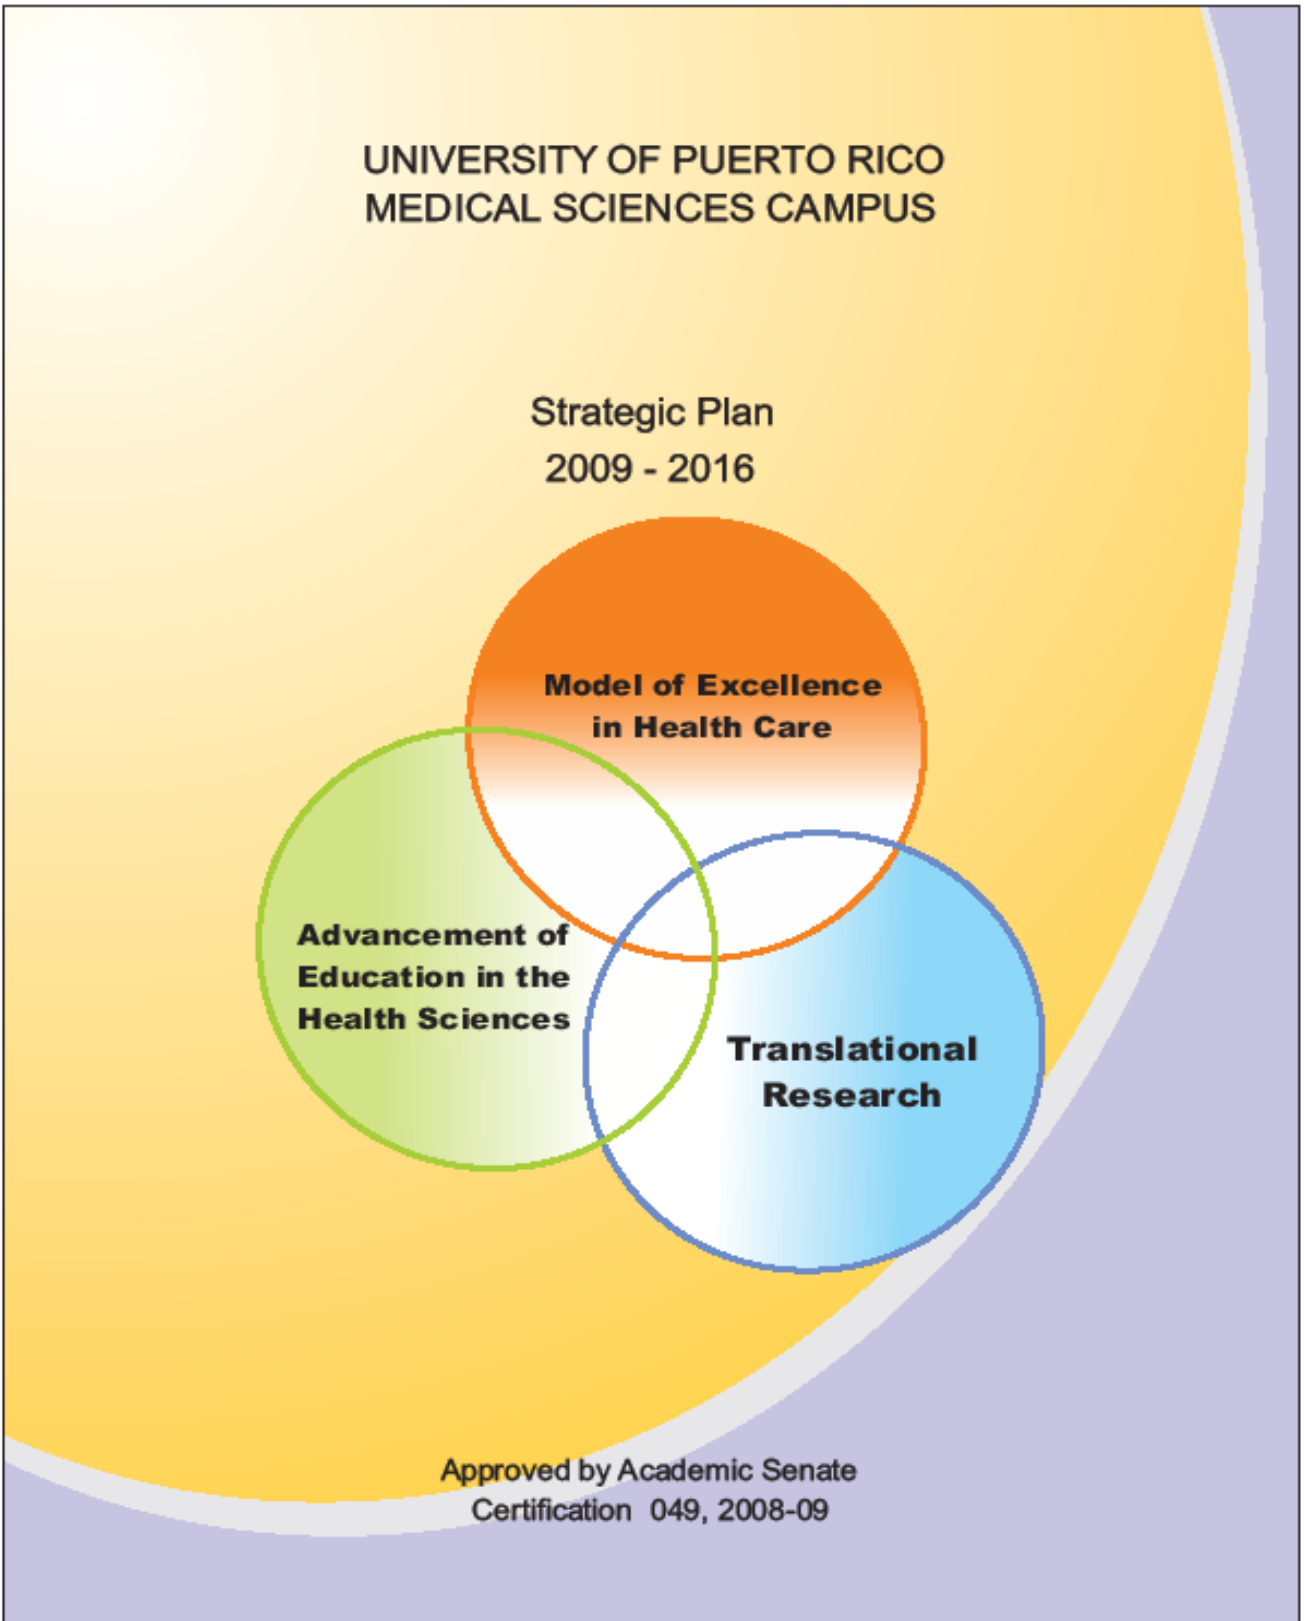 UNIVERSITY OF PUERTO RICO
MEDICAL SCIENCES CAMPUS
Strategic Plan
2009 - 2016
Model of Excellence
in Health Care
Advancement of
Education in the
Health Sciences
Translational
Research
Approved by Academic Senate
Certification 049, 2008-09